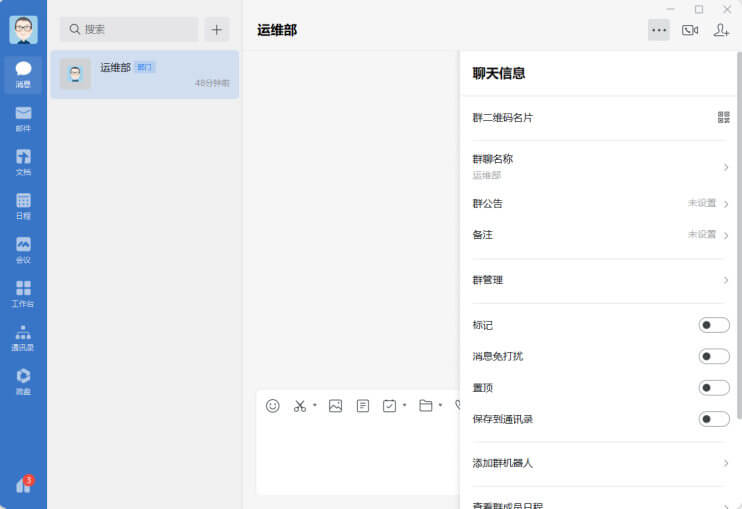 搜索
运维部
部门
48分钟前
消息
邮件
文档
日程
会议
工作台
通讯录
微盘
3
运维部
聊天信息
群二维码名片
群聊名称
运维部
群公告 未设置
备注 未设置
群管理
标记
消息免打扰
置顶
保存到通讯录
添加群机器人
查看群成员日程